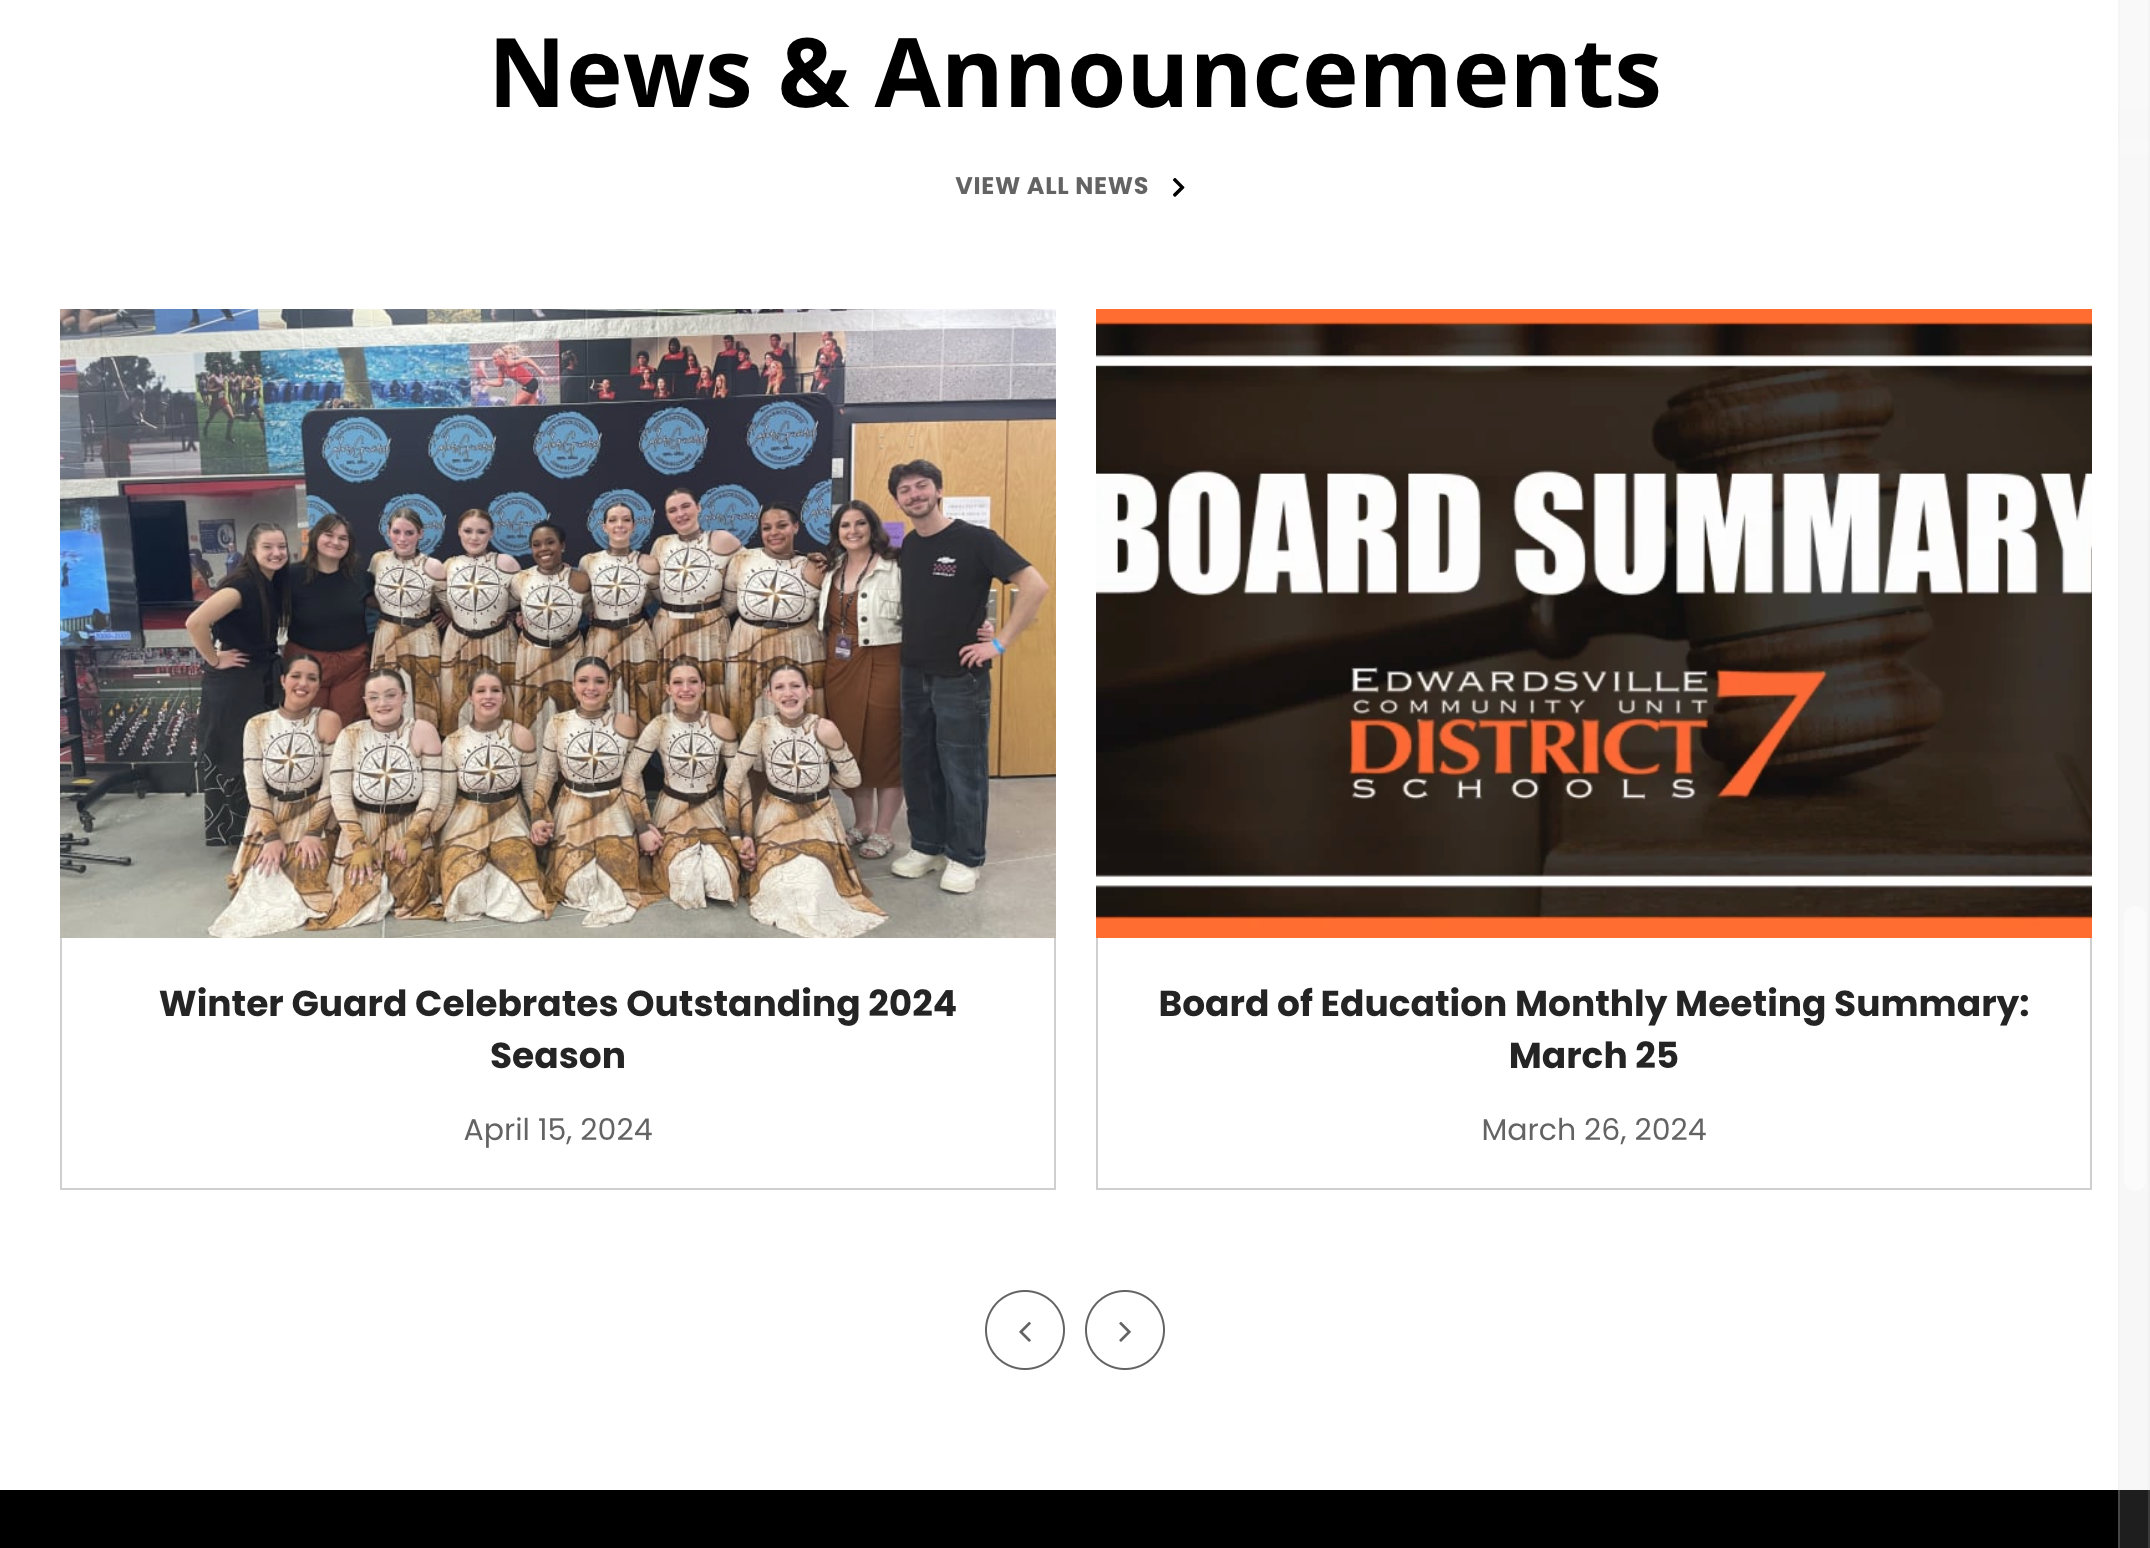 News & Announcements
VIEW ALL NEWS
BOARD SUMMARY
EDWARDSVILLE
COMMUNITY UNIT
DISTRICT 7
SCHOOLS
Winter Guard Celebrates Outstanding 2024
Season
April 15, 2024
Board of Education Monthly Meeting Summary:
March 25
March 26, 2024